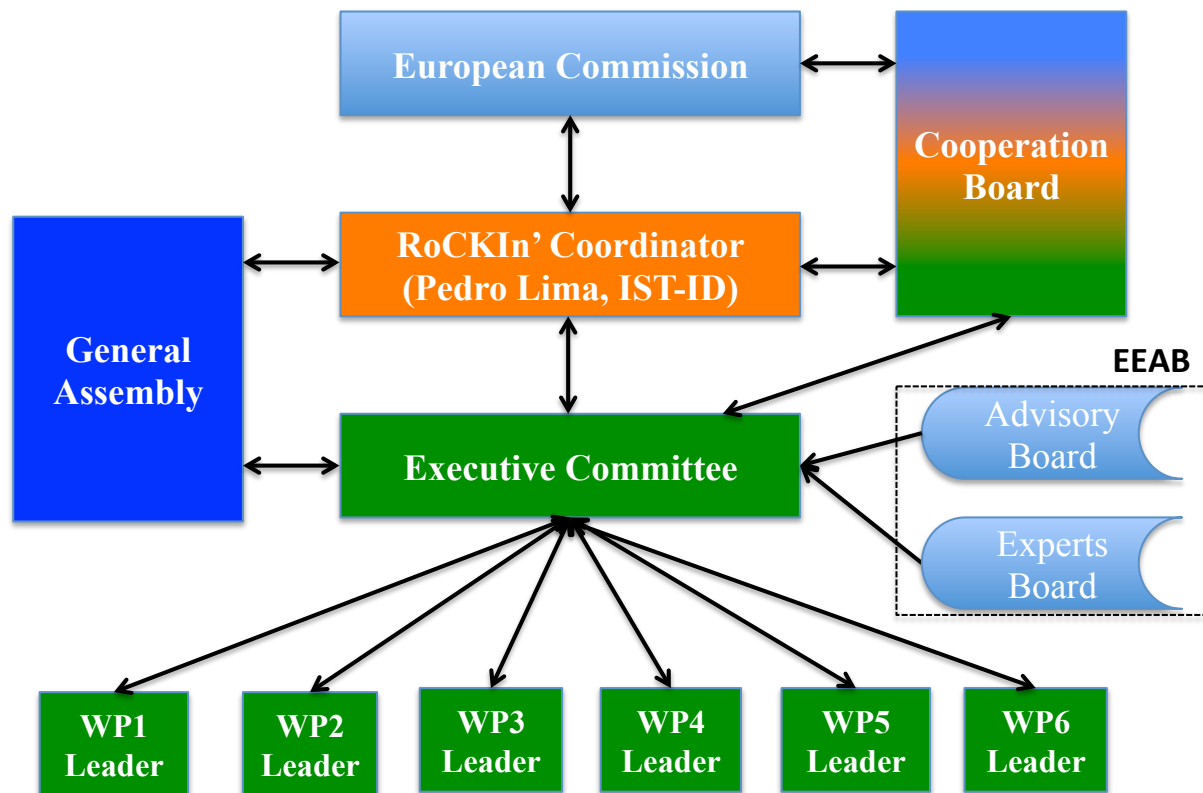 European Commission
Cooperation
Board
RoCKIn’ Coordinator
(Pedro Lima, IST-ID)
General
Assembly
EEAB
Advisory
Board
Executive Committee
Experts
Board
WP1
Leader
WP2
Leader
WP3
Leader
WP4
Leader
WP5
Leader
WP6
Leader